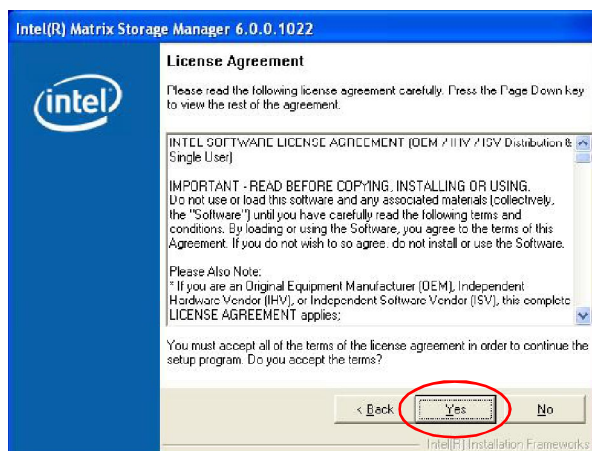 Intel(R) Matrix Storage Manager 6.0.0.1022
intel
License Agreement
Please read the following license agreement carefully. Press the Page Down key
to view the rest of the agreement.
INTEL SOFTWARE LICENSE AGREEMENT (OEM / IHV / ISV Distribution &
Single User)
IMPORTANT - READ BEFORE COPYING, INSTALLING OR USING.
Do not use or load this software and any associated materials (collectively,
the "Software") until you have carefully read the following terms and
conditions. By loading or using the Software, you agree to the terms of this
Agreement. If you do not wish to so agree, do not install or use the Software.
Please Also Note:
* If you are an Original Equipment Manufacturer (OEM), Independent
Hardware Vendor (IHV), or Independent Software Vendor (ISV), this complete
LICENSE AGREEMENT applies;
You must accept all of the terms of the license agreement in order to continue the
setup program. Do you accept the terms?
< Back Yes No
Intel(R) Installation Frameworks